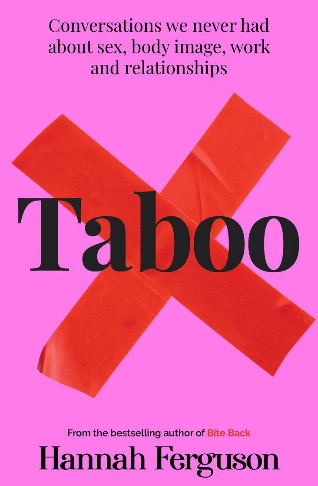 Conversations we never had
about sex, body image, work
and relationships
Taboo
From the bestselling author of Bite Back
Hannah Ferguson